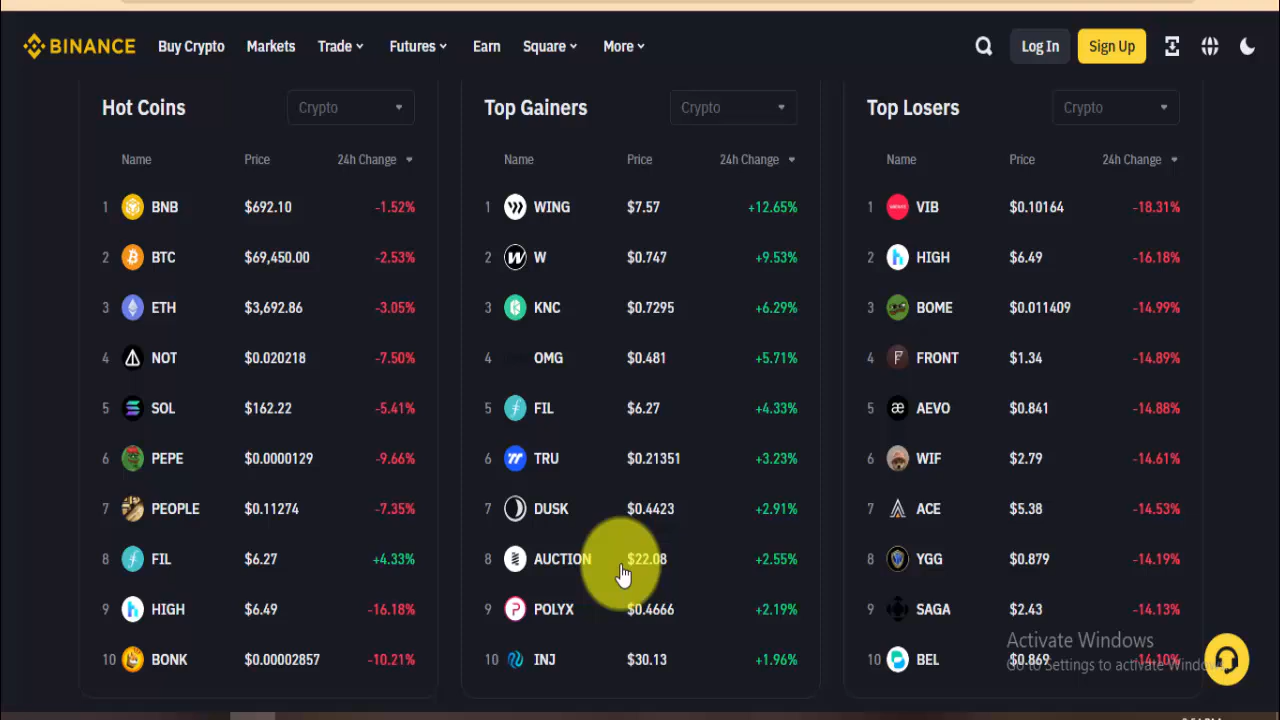 BINANCE Buy Crypto Markets Trade Futures Earn Square More Log In Sign Up
Hot Coins Crypto
Name Price 24h Change
1 BNB $692.10 -1.52%
2 BTC $69,450.00 -2.53%
3 ETH $3,692.86 -3.05%
4 NOT $0.020218 -7.50%
5 SOL $162.22 -5.41%
6 PEPE $0.0000129 -9.66%
7 PEOPLE $0.11274 -7.35%
8 FIL $6.27 +4.33%
9 HIGH $6.49 -16.18%
10 BONK $0.00002857 -10.21%
Top Gainers Crypto
Name Price 24h Change
1 WING $7.57 +12.65%
2 W $0.747 +9.53%
3 KNC $0.7295 +6.29%
4 OMG $0.481 +5.71%
5 FIL $6.27 +4.33%
6 TRU $0.21351 +3.23%
7 DUSK $0.4423 +2.91%
8 AUCTION $22.08 +2.55%
9 POLYX $0.4666 +2.19%
10 INJ $30.13 +1.96%
Top Losers Crypto
Name Price 24h Change
1 VIB $0.10164 -18.31%
2 HIGH $6.49 -16.18%
3 BOME $0.011409 -14.99%
4 FRONT $1.34 -14.89%
5 AEVO $0.841 -14.88%
6 WIF $2.79 -14.61%
7 ACE $5.38 -14.53%
8 YGG $0.879 -14.19%
9 SAGA $2.43 -14.13%
10 BEL $0.869 -14.10%
Activate Windows
Go to Settings to activate